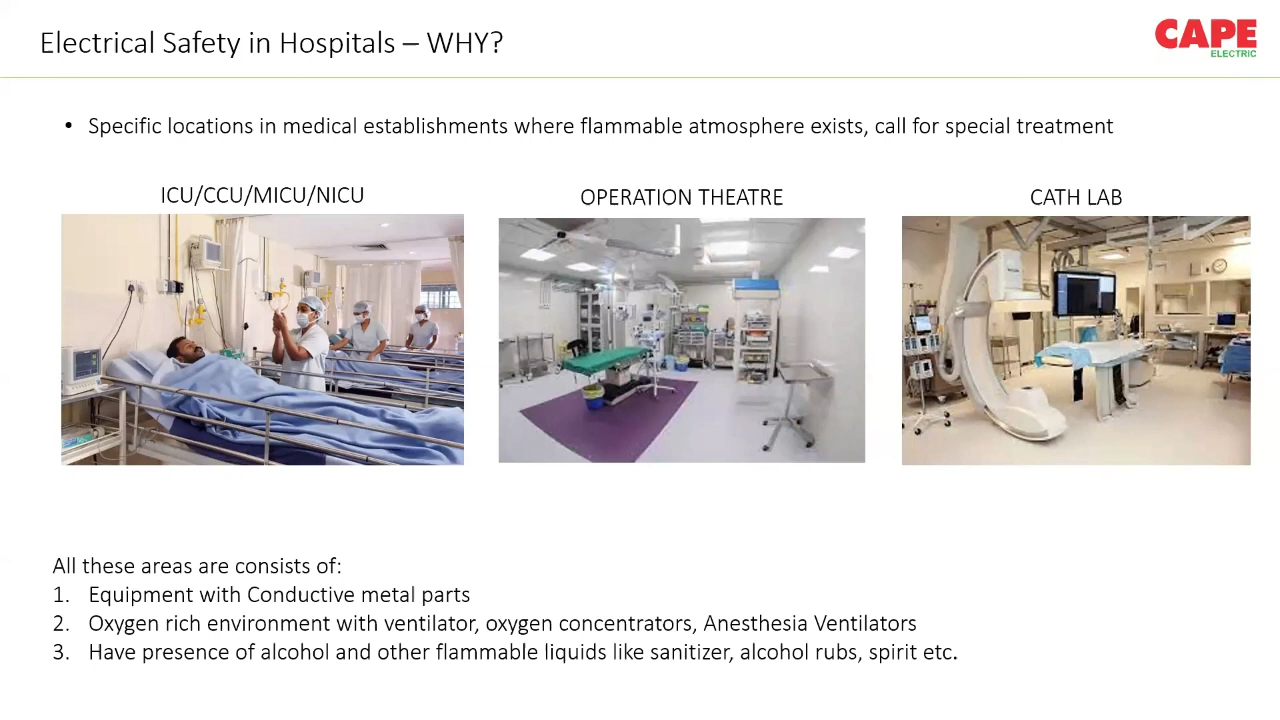 Electrical Safety in Hospitals – WHY?
CAPE
ELECTRIC
• Specific locations in medical establishments where flammable atmosphere exists, call for special treatment
ICU/CCU/MICU/NICU
OPERATION THEATRE
CATH LAB
All these areas are consists of:
1. Equipment with Conductive metal parts
2. Oxygen rich environment with ventilator, oxygen concentrators, Anesthesia Ventilators
3. Have presence of alcohol and other flammable liquids like sanitizer, alcohol rubs, spirit etc.